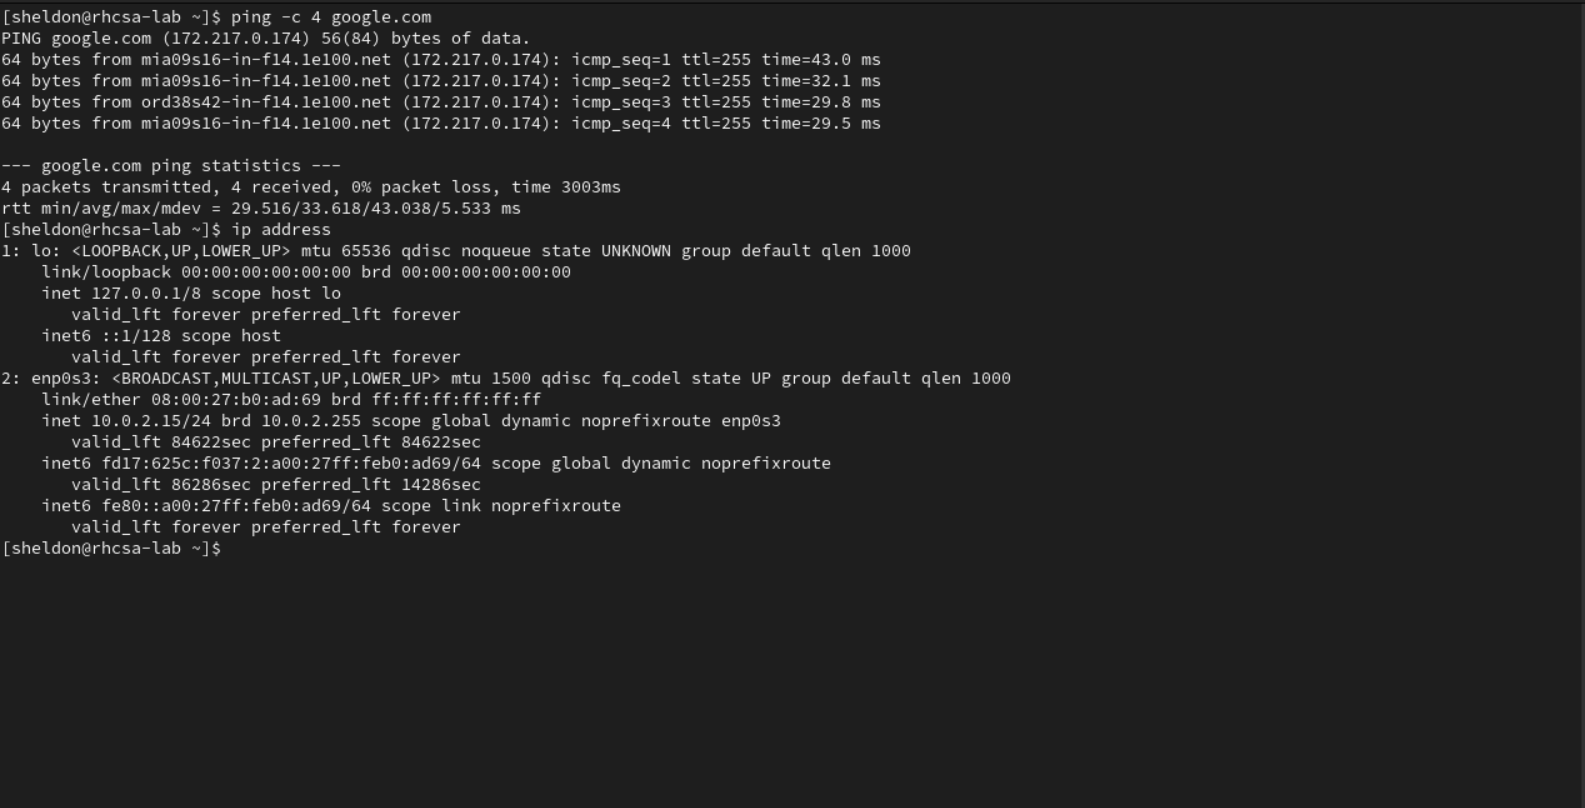 [sheldon@rhcsa-lab ~]$ ping -c 4 google.com
PING google.com (172.217.0.174) 56(84) bytes of data.
64 bytes from mia09s16-in-f14.1e100.net (172.217.0.174): icmp_seq=1 ttl=255 time=43.0 ms
64 bytes from mia09s16-in-f14.1e100.net (172.217.0.174): icmp_seq=2 ttl=255 time=32.1 ms
64 bytes from ord38s42-in-f14.1e100.net (172.217.0.174): icmp_seq=3 ttl=255 time=29.8 ms
64 bytes from mia09s16-in-f14.1e100.net (172.217.0.174): icmp_seq=4 ttl=255 time=29.5 ms

--- google.com ping statistics ---
4 packets transmitted, 4 received, 0% packet loss, time 3003ms
rtt min/avg/max/mdev = 29.516/33.618/43.038/5.533 ms
[sheldon@rhcsa-lab ~]$ ip address
1: lo: <LOOPBACK,UP,LOWER_UP> mtu 65536 qdisc noqueue state UNKNOWN group default qlen 1000
    link/loopback 00:00:00:00:00:00 brd 00:00:00:00:00:00
    inet 127.0.0.1/8 scope host lo
       valid_lft forever preferred_lft forever
    inet6 ::1/128 scope host
       valid_lft forever preferred_lft forever
2: enp0s3: <BROADCAST,MULTICAST,UP,LOWER_UP> mtu 1500 qdisc fq_codel state UP group default qlen 1000
    link/ether 08:00:27:b0:ad:69 brd ff:ff:ff:ff:ff:ff
    inet 10.0.2.15/24 brd 10.0.2.255 scope global dynamic noprefixroute enp0s3
       valid_lft 84622sec preferred_lft 84622sec
    inet6 fd17:625c:f037:2:a00:27ff:feb0:ad69/64 scope global dynamic noprefixroute
       valid_lft 86286sec preferred_lft 14286sec
    inet6 fe80::a00:27ff:feb0:ad69/64 scope link noprefixroute
       valid_lft forever preferred_lft forever
[sheldon@rhcsa-lab ~]$